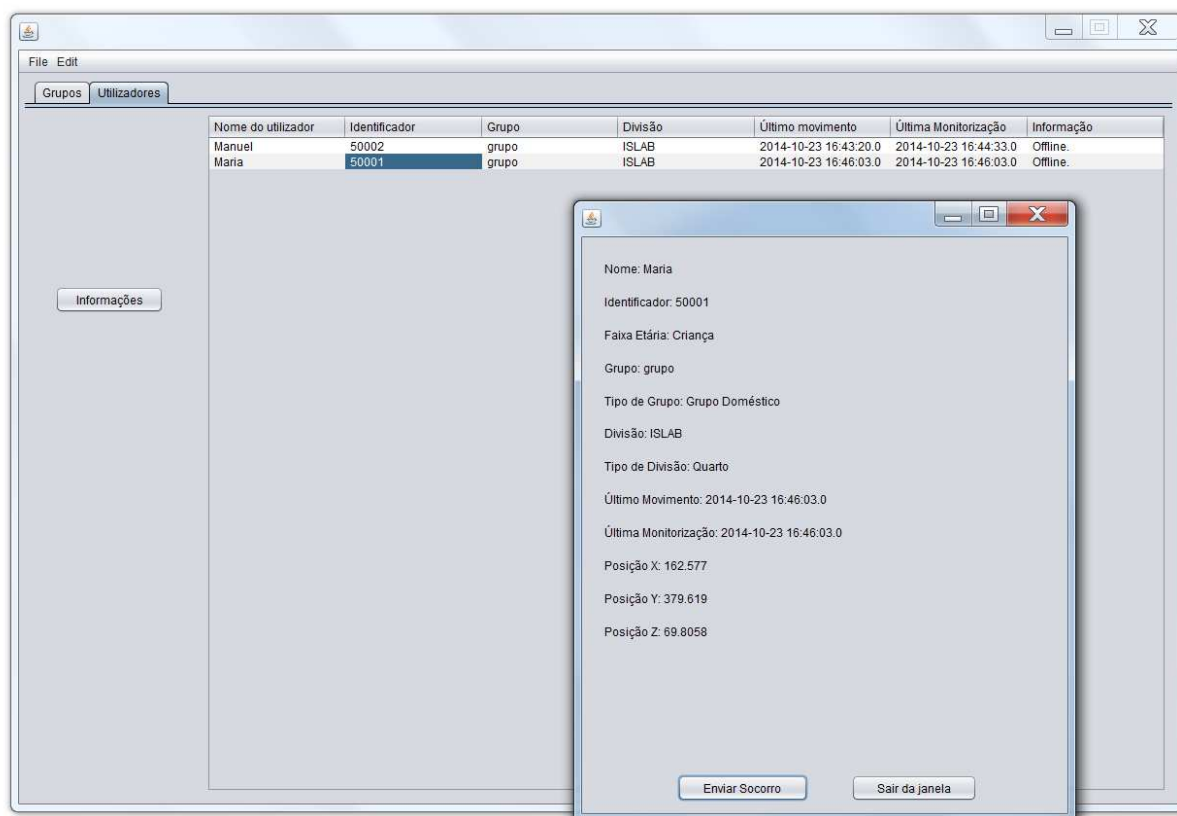 File Edit
Grupos Utilizadores
Nome do utilizador Identificador Grupo Divisão Último movimento Última Monitorização Informação
Manuel 50002 grupo ISLAB 2014-10-23 16:43:20.0 2014-10-23 16:44:33.0 Offline.
Maria 50001 grupo ISLAB 2014-10-23 16:46:03.0 2014-10-23 16:46:03.0 Offline.
Informações
Nome: Maria
Identificador: 50001
Faixa Etária: Criança
Grupo: grupo
Tipo de Grupo: Grupo Doméstico
Divisão: ISLAB
Tipo de Divisão: Quarto
Último Movimento: 2014-10-23 16:46:03.0
Última Monitorização: 2014-10-23 16:46:03.0
Posição X: 162.577
Posição Y: 379.619
Posição Z: 69.8058
Enviar Socorro Sair da janela